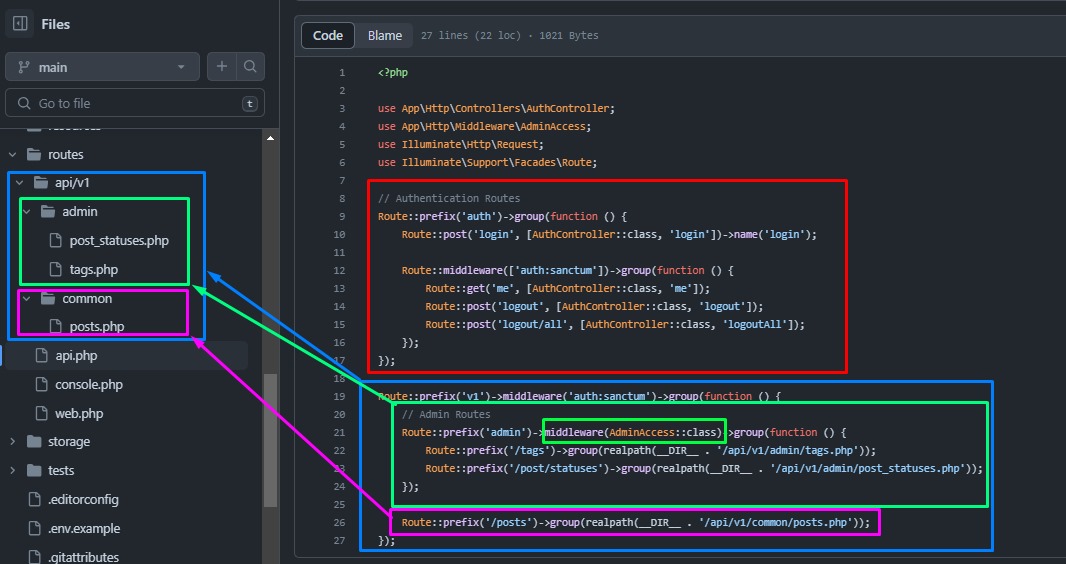 Files
main
Go to file
t
resources
routes
api/v1
admin
post_statuses.php
tags.php
common
posts.php
api.php
console.php
web.php
storage
tests
.editorconfig
.env.example
.gitattributes
Code Blame 27 lines (22 loc) · 1021 Bytes
1 <?php
2
3 use App\Http\Controllers\AuthController;
4 use App\Http\Middleware\AdminAccess;
5 use Illuminate\Http\Request;
6 use Illuminate\Support\Facades\Route;
7
8 // Authentication Routes
9 Route::prefix('auth')->group(function () {
10 Route::post('login', [AuthController::class, 'login'])->name('login');
11
12 Route::middleware(['auth:sanctum'])->group(function () {
13 Route::get('me', [AuthController::class, 'me']);
14 Route::post('logout', [AuthController::class, 'logout']);
15 Route::post('logout/all', [AuthController::class, 'logoutAll']);
16 });
17 });
18
19 Route::prefix('v1')->middleware('auth:sanctum')->group(function () {
20 // Admin Routes
21 Route::prefix('admin')->middleware(AdminAccess::class)->group(function () {
22 Route::prefix('/tags')->group(realpath(__DIR__ . '/api/v1/admin/tags.php'));
23 Route::prefix('/post/statuses')->group(realpath(__DIR__ . '/api/v1/admin/post_statuses.php'));
24 });
25
26 Route::prefix('/posts')->group(realpath(__DIR__ . '/api/v1/common/posts.php'));
27 });